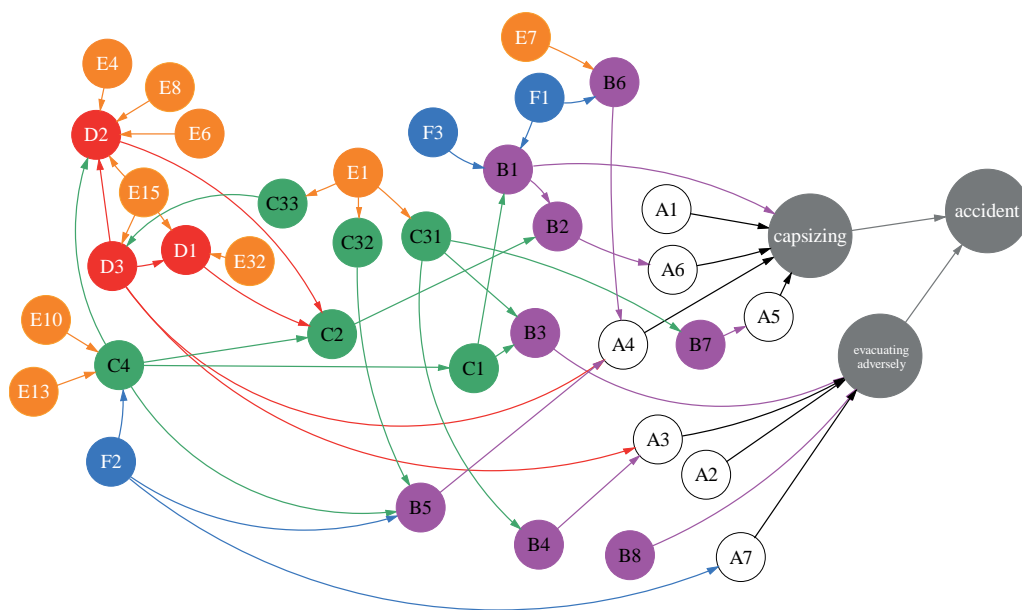 E7
E4
E8
B6
F1
E6
D2
F3
B1
E1
E15
C33
A1
accident
B2
capsizing
C31
C32
D1
E32
D3
A6
A5
E10
C2
B3
A4
B7
evacuating
adversely
C4
C1
E13
A3
F2
A2
B5
B4
B8
A7